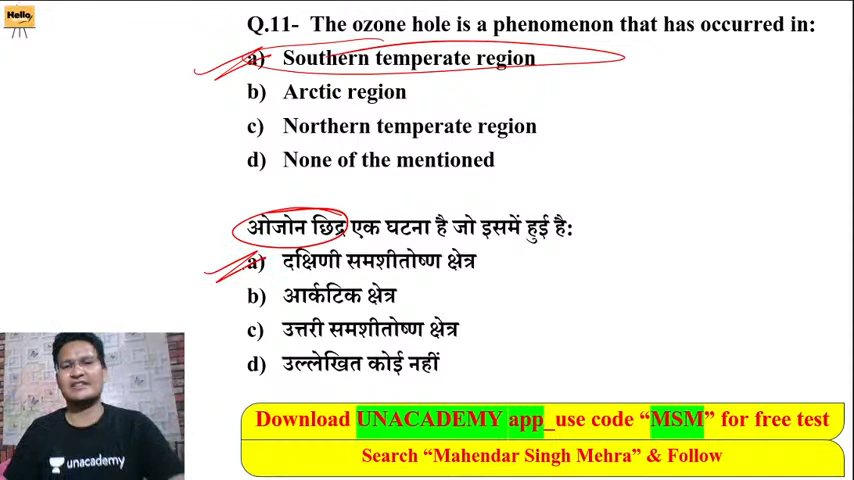 Hello
Q.11- The ozone hole is a phenomenon that has occurred in:
a) Southern temperate region
b) Arctic region
c) Northern temperate region
d) None of the mentioned
ओजोन छिद्र एक घटना है जो इसमें हुई है:
a) दक्षिणी समशीतोष्ण क्षेत्र
b) आर्कटिक क्षेत्र
c) उत्तरी समशीतोष्ण क्षेत्र
d) उल्लेखित कोई नहीं
unacademy
Download UNACADEMY app_use code “MSM” for free test
Search “Mahendar Singh Mehra” & Follow